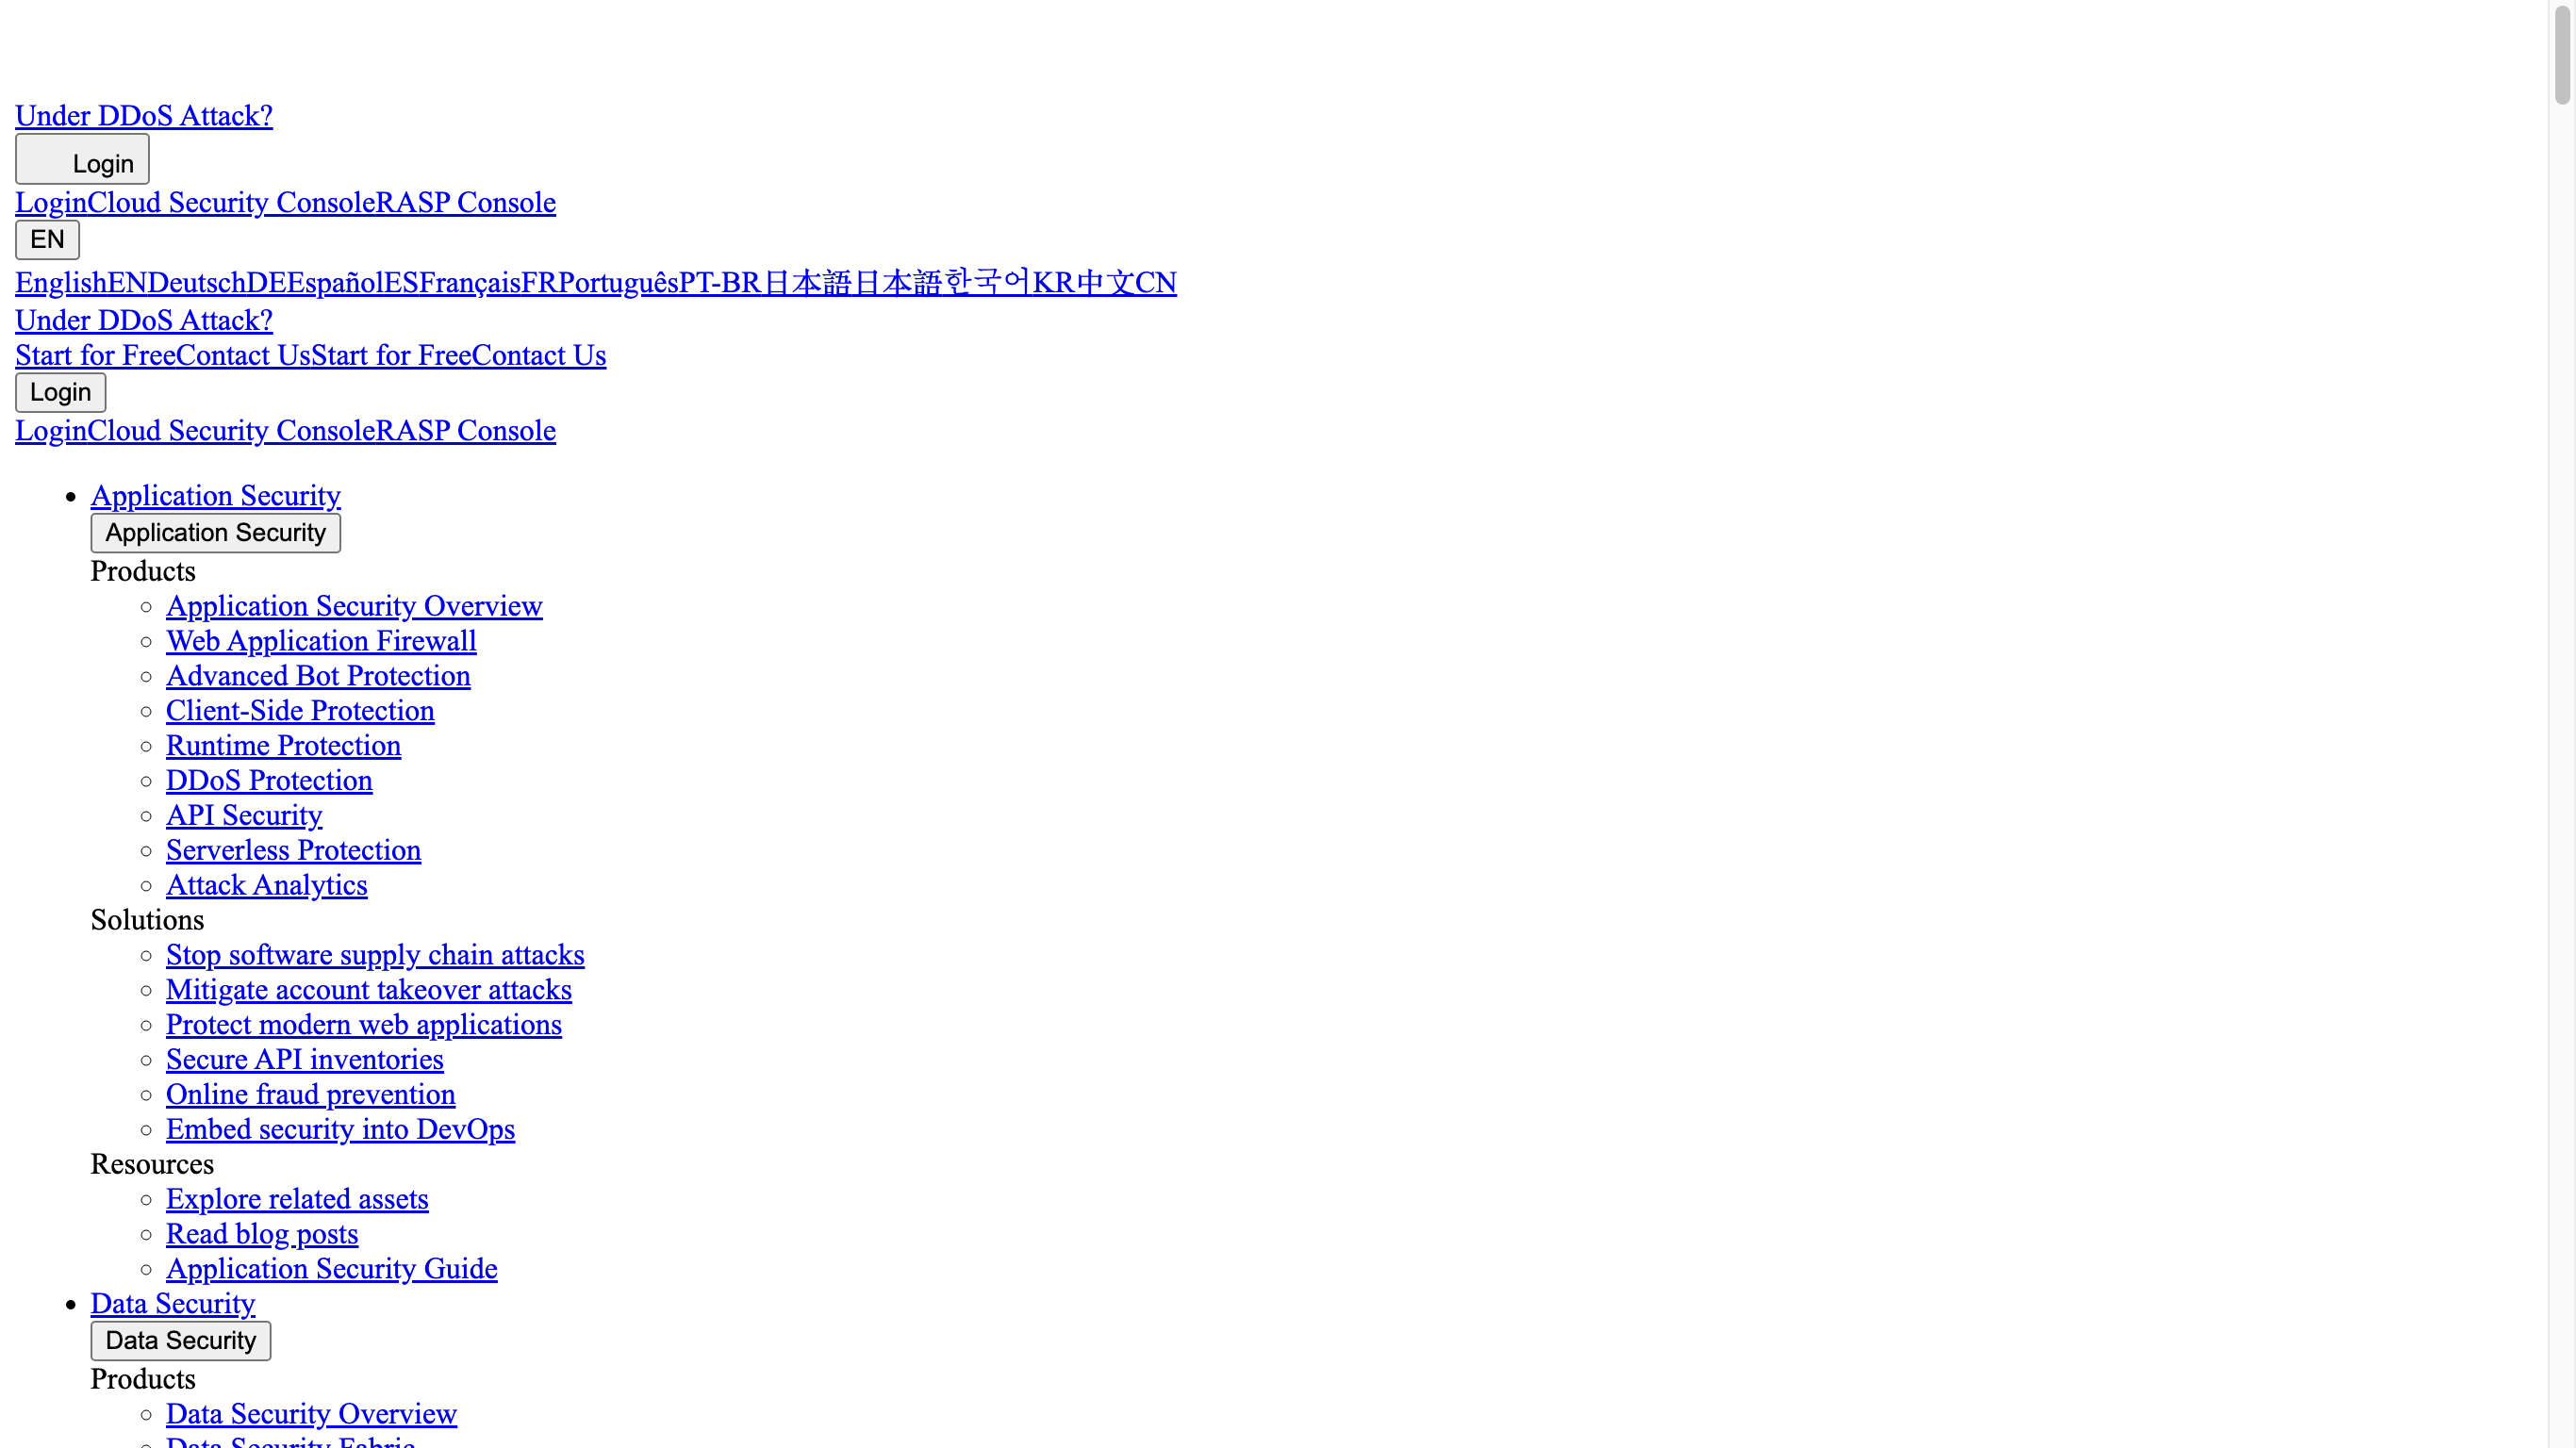 Under DDoS Attack?
Login
LoginCloud Security ConsoleRASP Console
EN
EnglishENDeutschDEEspañolESFrançaisFRPortuguêsPT-BR日本語日本語한국어KR中文CN
Under DDoS Attack?
Start for FreeContact UsStart for FreeContact Us
Login
LoginCloud Security ConsoleRASP Console
Application Security
Application Security
Products
Application Security Overview
Web Application Firewall
Advanced Bot Protection
Client-Side Protection
Runtime Protection
DDoS Protection
API Security
Serverless Protection
Attack Analytics
Solutions
Stop software supply chain attacks
Mitigate account takeover attacks
Protect modern web applications
Secure API inventories
Online fraud prevention
Embed security into DevOps
Resources
Explore related assets
Read blog posts
Application Security Guide
Data Security
Data Security
Products
Data Security Overview
Data Security Fabric